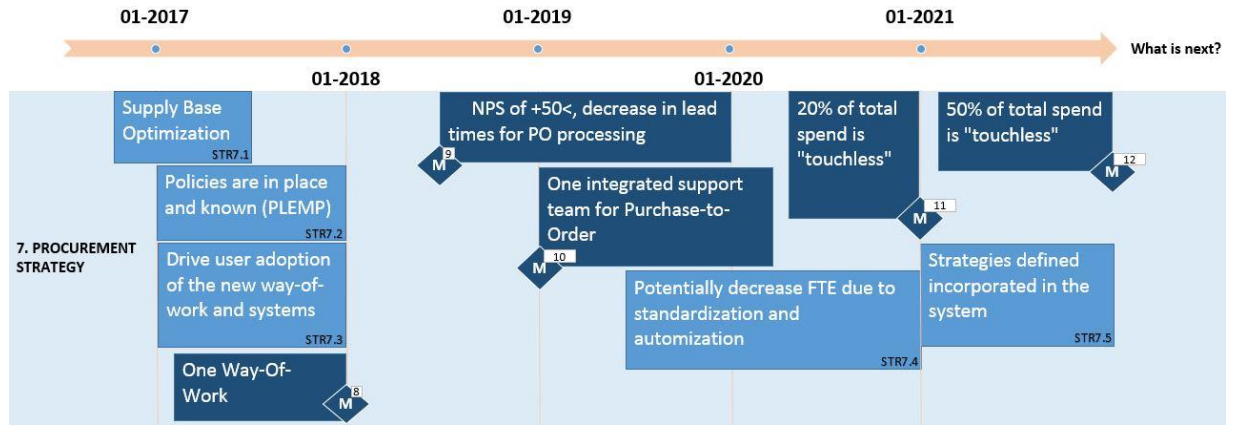 01-2017
01-2019
01-2021
What is next?
01-2018
01-2020
7. PROCUREMENT
STRATEGY
Supply Base
Optimization
STR7.1
Policies are in place
and known (PLEMP)
STR7.2
Drive user adoption
of the new way-of-
work and systems
STR7.3
One Way-Of-
Work
M
8
NPS of +50<, decrease in lead
times for PO processing
M
9
One integrated support
team for Purchase-to-
Order
M
10
Potentially decrease FTE due to
standardization and
automization
STR7.4
20% of total
spend is
"touchless"
M
11
50% of total spend
is "touchless"
M
12
Strategies defined
incorporated in the
system
STR7.5